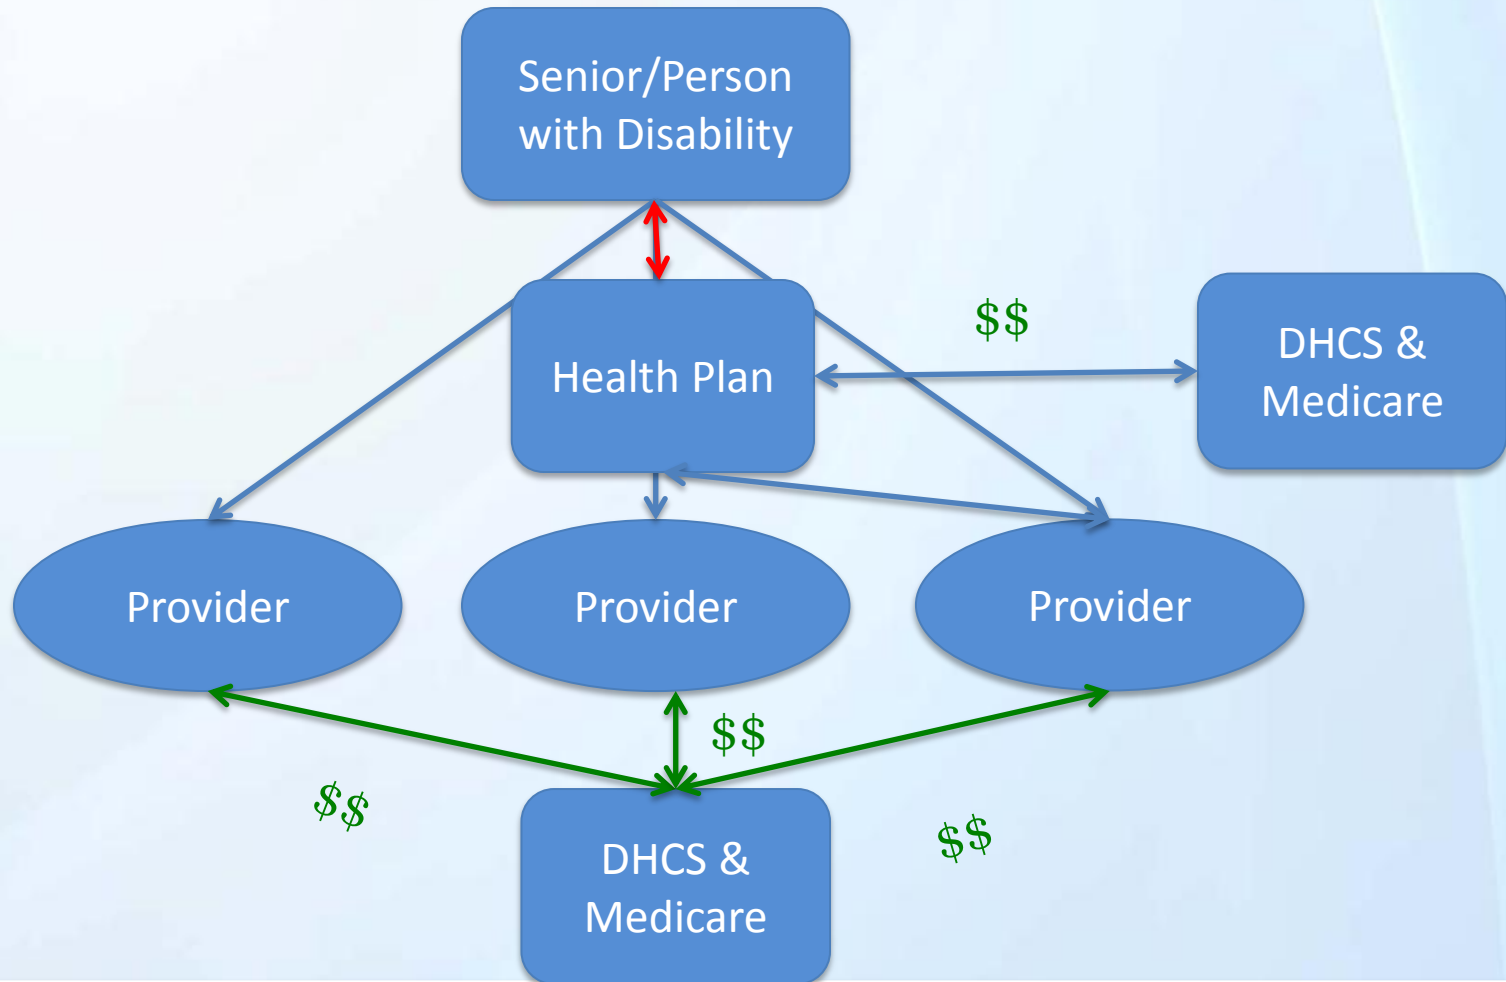 Senior/Person
with Disability
$$
Health Plan
DHCS &
Medicare
Provider
Provider
Provider
$$
$$
$$
DHCS &
Medicare